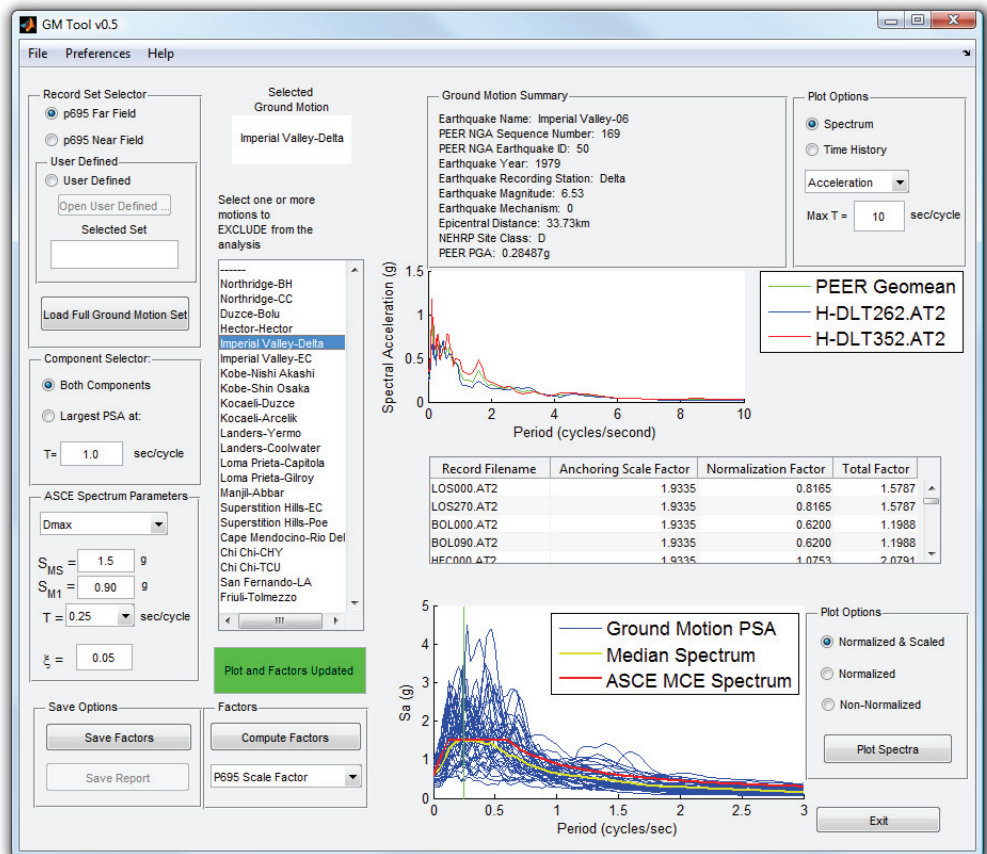 GM Tool v0.5
File Preferences Help
Record Set Selector
p695 Far Field
p695 Near Field
User Defined
User Defined
Open User Defined ...
Selected Set
Load Full Ground Motion Set
Component Selector:
Both Components
Largest PSA at:
T= 1.0 sec/cycle
ASCE Spectrum Parameters
Dmax
SMS = 1.5 g
SM1 = 0.90 g
T = 0.25 sec/cycle
ξ = 0.05
Save Options
Save Factors
Save Report
Selected
Ground Motion
Imperial Valley-Delta
Select one or more
motions to
EXCLUDE from the
analysis
------
Northridge-BH
Northridge-CC
Duzce-Bolu
Hector-Hector
Imperial Valley-Delta
Imperial Valley-EC
Kobe-Nishi Akashi
Kobe-Shin Osaka
Kocaeli-Duzce
Kocaeli-Arcelik
Landers-Yermo
Landers-Coolwater
Loma Prieta-Capitola
Loma Prieta-Gilroy
Manjil-Abbar
Superstition Hills-EC
Superstition Hills-Poe
Cape Mendocino-Rio Del
Chi Chi-CHY
Chi Chi-TCU
San Fernando-LA
Friuli-Tolmezzo
Plot and Factors Updated
Factors
Compute Factors
P695 Scale Factor
Ground Motion Summary
Earthquake Name: Imperial Valley-06
PEER NGA Sequence Number: 169
PEER NGA Earthquake ID: 50
Earthquake Year: 1979
Earthquake Recording Station: Delta
Earthquake Magnitude: 6.53
Earthquake Mechanism: 0
Epicentral Distance: 33.73km
NEHRP Site Class: D
PEER PGA: 0.28487g
Plot Options
Spectrum
Time History
Acceleration
Max T = 10 sec/cycle
Spectral Acceleration (g)
1.5
1
0.5
0
0 2 4 6 8 10
Period (cycles/second)
PEER Geomean
H-DLT262.AT2
H-DLT352.AT2
Record Filename Anchoring Scale Factor Normalization Factor Total Factor
LOS000.AT2 1.9335 0.8165 1.5787
LOS270.AT2 1.9335 0.8165 1.5787
BOL000.AT2 1.9335 0.6200 1.1988
BOL090.AT2 1.9335 0.6200 1.1988
HEC000.AT2 1.9335 1.0753 2.0791
Sa (g)
5
4
3
2
1
0
0 0.5 1 1.5 2 2.5 3
Period (cycles/sec)
Ground Motion PSA
Median Spectrum
ASCE MCE Spectrum
Plot Options
Normalized & Scaled
Normalized
Non-Normalized
Plot Spectra
Exit